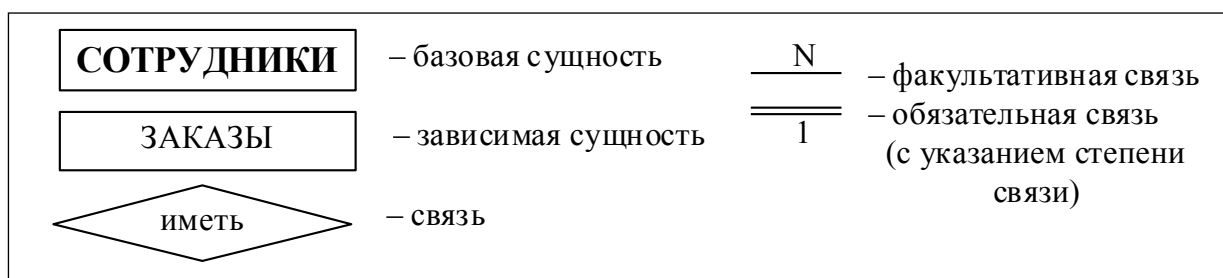 СОТРУДНИКИ – базовая сущность
ЗАКАЗЫ – зависимая сущность
иметь – связь
N – факультативная связь
1 – обязательная связь
(с указанием степени
связи)